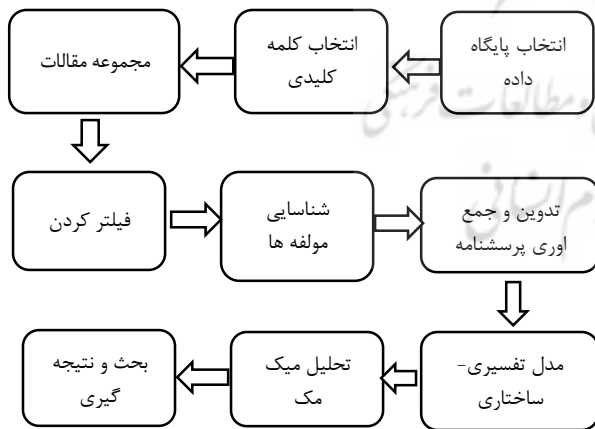 انتخاب پایگاه
داده
انتخاب کلمه
کلیدی
مجموعه مقالات
فیلتر کردن
شناسایی
مولفه ها
تدوین و جمع
اوری پرسشنامه
مدل تفسیری-
ساختاری
تحلیل میک
مک
بحث و نتیجه
گیری